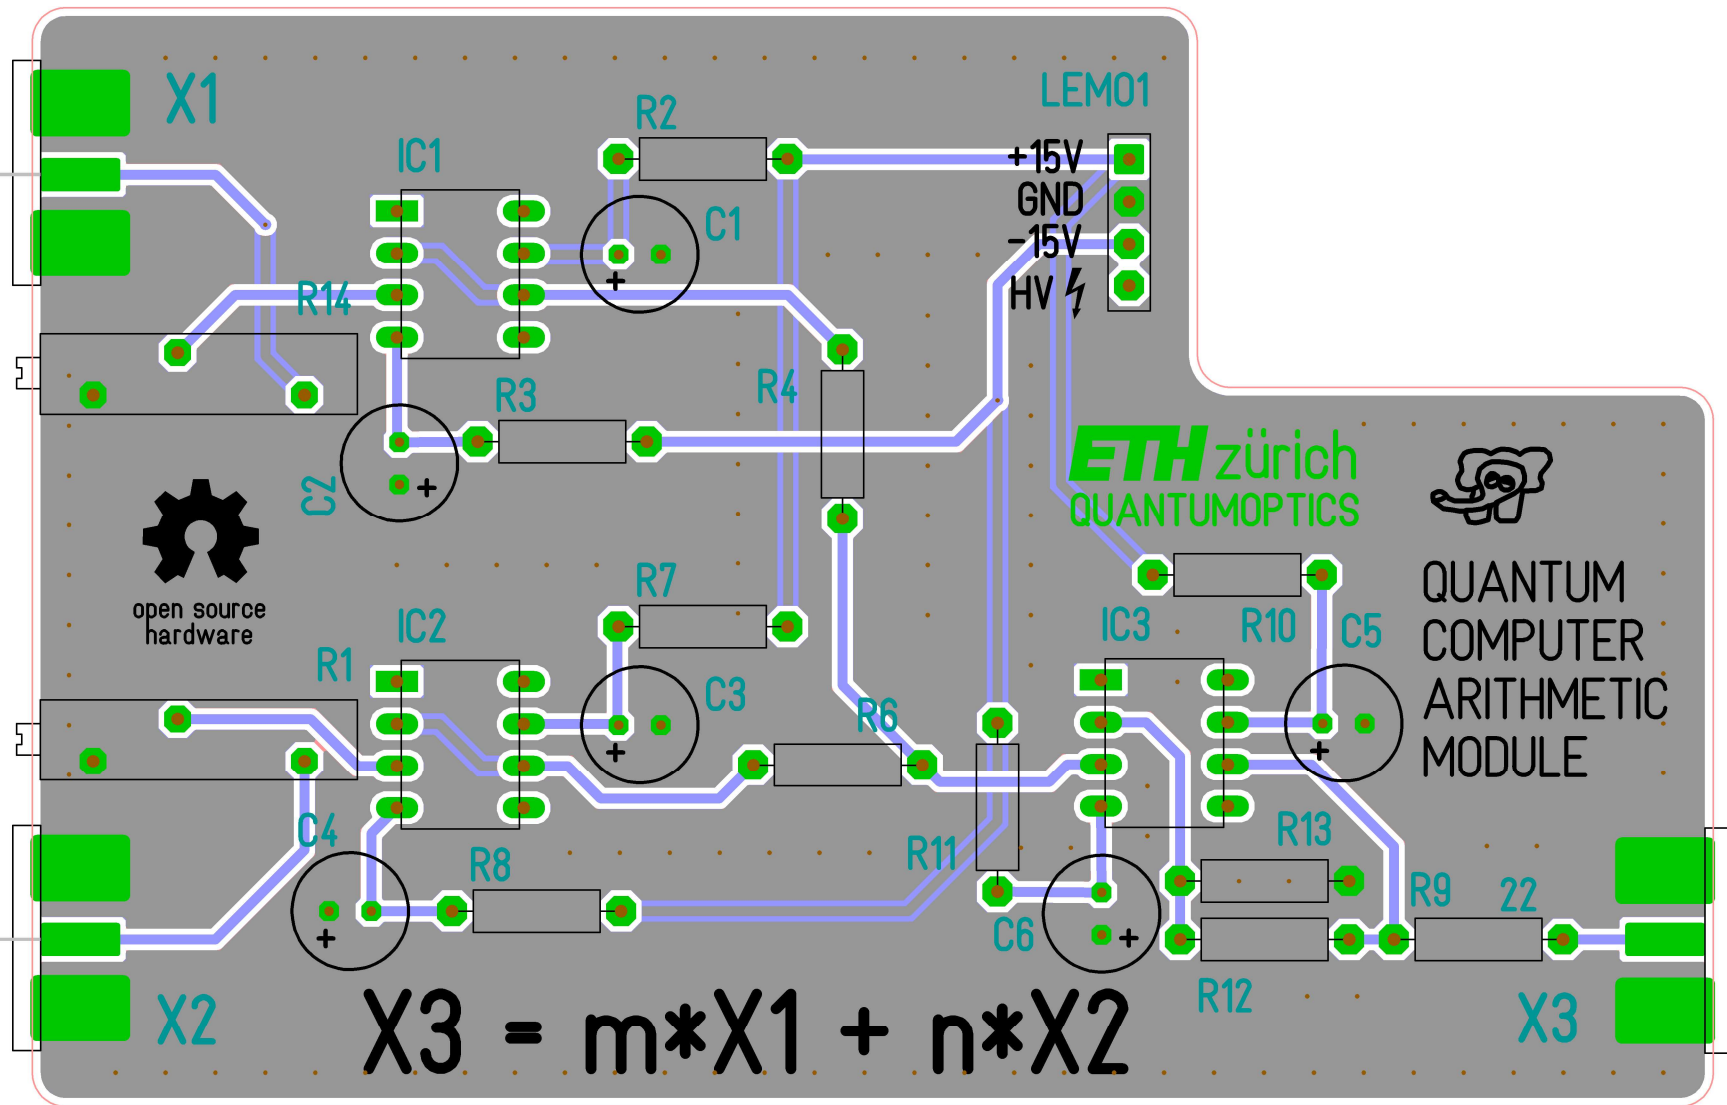 X1
LEMO1
R2
IC1
+15V
GND
-15V
HV
C1
+
R14
R4
R3
C2
+
ETH zürich
QUANTUMOPTICS
open source
hardware
R7
IC2
IC3
R10
C5
QUANTUM
COMPUTER
ARITHMETIC
MODULE
R1
C3
+
R6
+
C4
R8
+
R11
R13
R9
22
C6
+
R12
X2
X3 = m*X1 + n*X2
X3